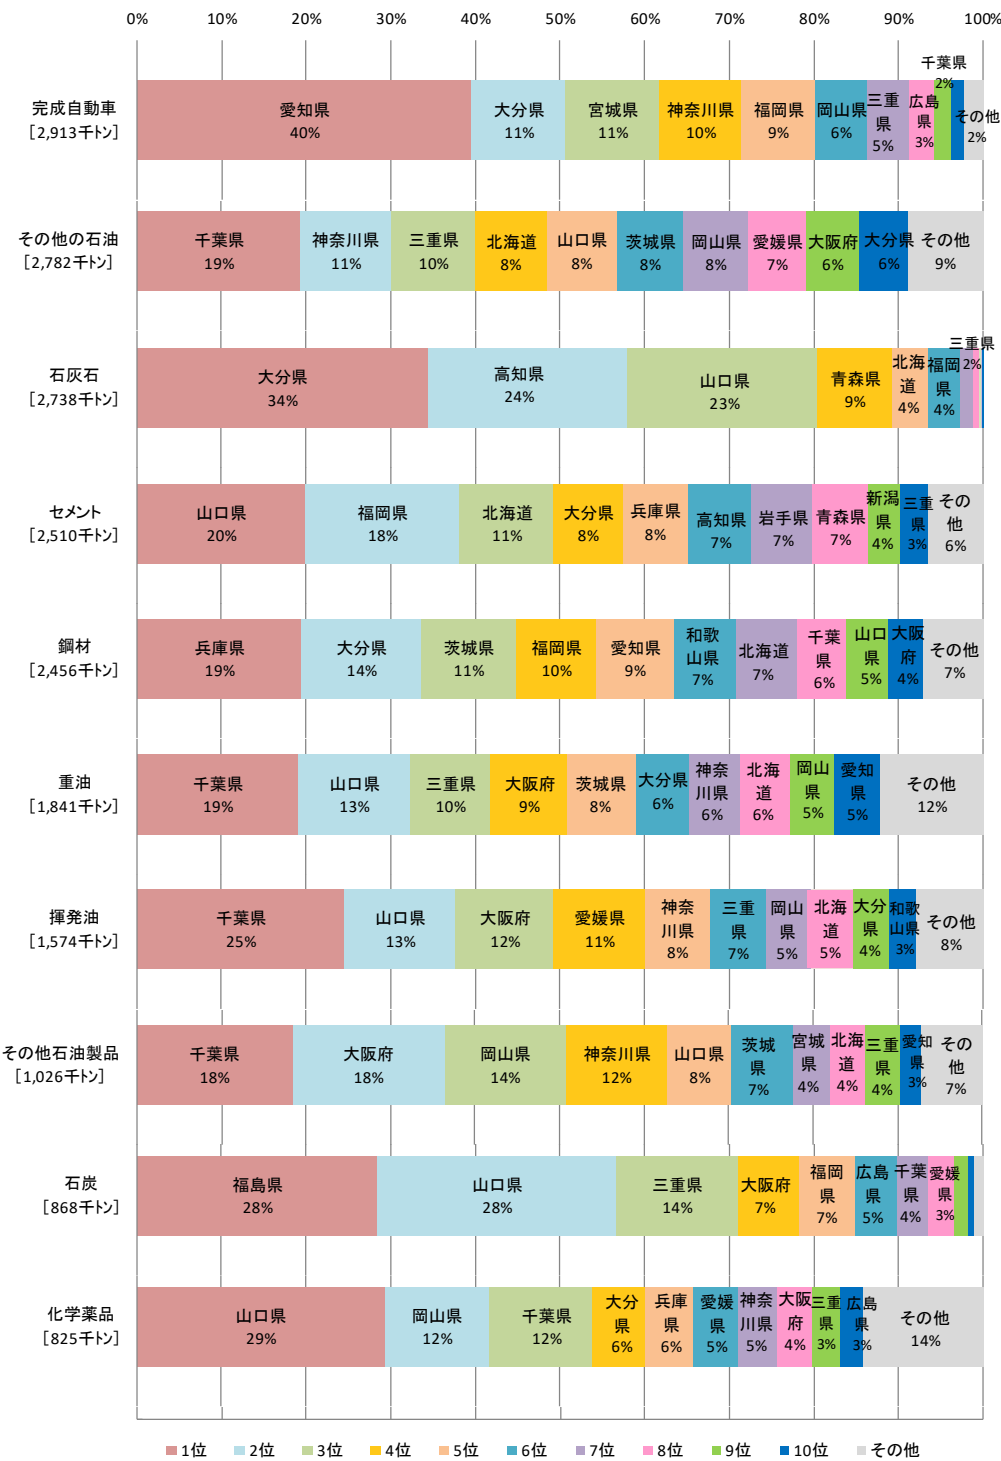 0% 10% 20% 30% 40% 50% 60% 70% 80% 90% 100%
完成自動車
[2,913千トン]
愛知県
40%
大分県
11%
宮城県
11%
神奈川県
10%
福岡県
9%
岡山県
6%
三重
県
5%
広島
県
3%
千葉県
2%
その他
2%
その他の石油
[2,782千トン]
千葉県
19%
神奈川県
11%
三重県
10%
北海道
8%
山口県
8%
茨城県
8%
岡山県
8%
愛媛県
7%
大阪府
6%
大分県
6%
その他
9%
石灰石
[2,738千トン]
大分県
34%
高知県
24%
山口県
23%
青森県
9%
北海
道
4%
福岡
県
4%
三重県
2%
セメント
[2,510千トン]
山口県
20%
福岡県
18%
北海道
11%
大分県
8%
兵庫県
8%
高知県
7%
岩手県
7%
青森県
7%
新潟
県
4%
三重
県
3%
その
他
6%
鋼材
[2,456千トン]
兵庫県
19%
大分県
14%
茨城県
11%
福岡県
10%
愛知県
9%
和歌
山県
7%
北海道
7%
千葉
県
6%
山口
県
5%
大阪
府
4%
その他
7%
重油
[1,841千トン]
千葉県
19%
山口県
13%
三重県
10%
大阪府
9%
茨城県
8%
大分県
6%
神奈
川県
6%
北海
道
6%
岡山
県
5%
愛知
県
5%
その他
12%
揮発油
[1,574千トン]
千葉県
25%
山口県
13%
大阪府
12%
愛媛県
11%
神奈
川県
8%
三重
県
7%
岡山
県
5%
北海
道
5%
大分
県
4%
和歌
山県
3%
その他
8%
その他石油製品
[1,026千トン]
千葉県
18%
大阪府
18%
岡山県
14%
神奈川県
12%
山口県
8%
茨城
県
7%
宮城
県
4%
北海
道
4%
三重
県
4%
愛知
県
3%
その
他
7%
石炭
[868千トン]
福島県
28%
山口県
28%
三重県
14%
大阪府
7%
福岡
県
7%
広島
県
5%
千葉
県
4%
愛媛
県
3%
化学薬品
[825千トン]
山口県
29%
岡山県
12%
千葉県
12%
大分
県
6%
兵庫
県
6%
愛媛
県
5%
神奈
川県
5%
大阪
府
4%
三重
県
3%
広島
県
3%
その他
14%
1位 2位 3位 4位 5位 6位 7位 8位 9位 10位 その他